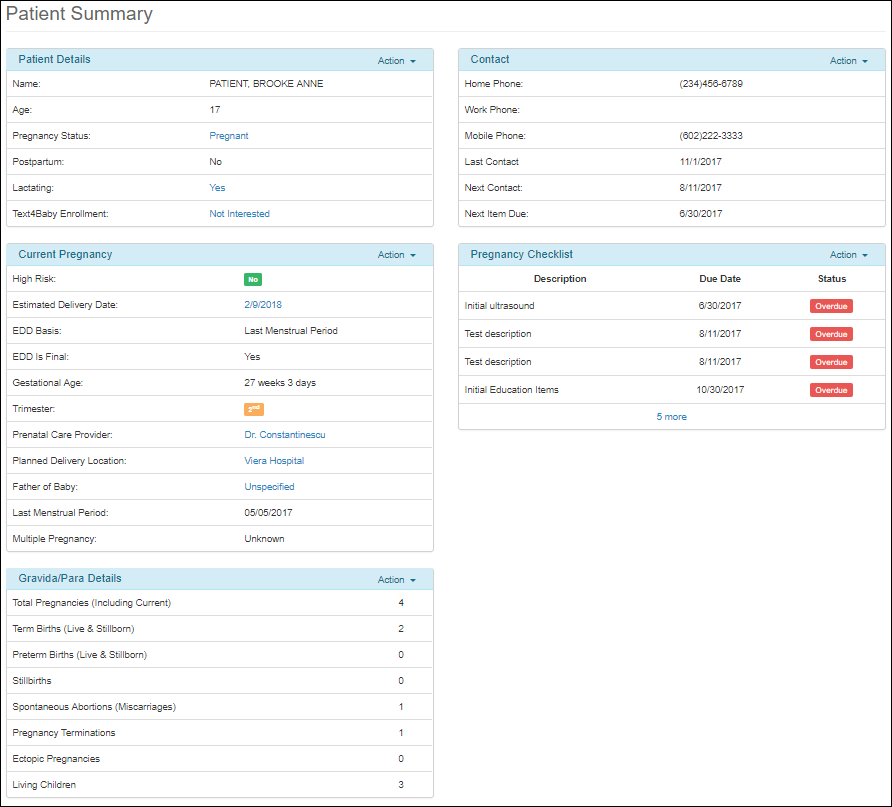 Patient Summary
Patient Details Action
Name: PATIENT, BROOKE ANNE
Age: 17
Pregnancy Status: Pregnant
Postpartum: No
Lactating: Yes
Text4Baby Enrollment: Not Interested
Contact Action
Home Phone: (234)456-6789
Work Phone:
Mobile Phone: (602)222-3333
Last Contact 11/1/2017
Next Contact: 8/11/2017
Next Item Due: 6/30/2017
Current Pregnancy Action
High Risk: No
Estimated Delivery Date: 2/9/2018
EDD Basis: Last Menstrual Period
EDD Is Final: Yes
Gestational Age: 27 weeks 3 days
Trimester: 2nd
Prenatal Care Provider: Dr. Constantinescu
Planned Delivery Location: Viera Hospital
Father of Baby: Unspecified
Last Menstrual Period: 05/05/2017
Multiple Pregnancy: Unknown
Pregnancy Checklist Action
Description Due Date Status
Initial ultrasound 6/30/2017 Overdue
Test description 8/11/2017 Overdue
Test description 8/11/2017 Overdue
Initial Education Items 10/30/2017 Overdue
5 more
Gravida/Para Details Action
Total Pregnancies (Including Current) 4
Term Births (Live & Stillborn) 2
Preterm Births (Live & Stillborn) 0
Stillbirths 0
Spontaneous Abortions (Miscarriages) 1
Pregnancy Terminations 1
Ectopic Pregnancies 0
Living Children 3